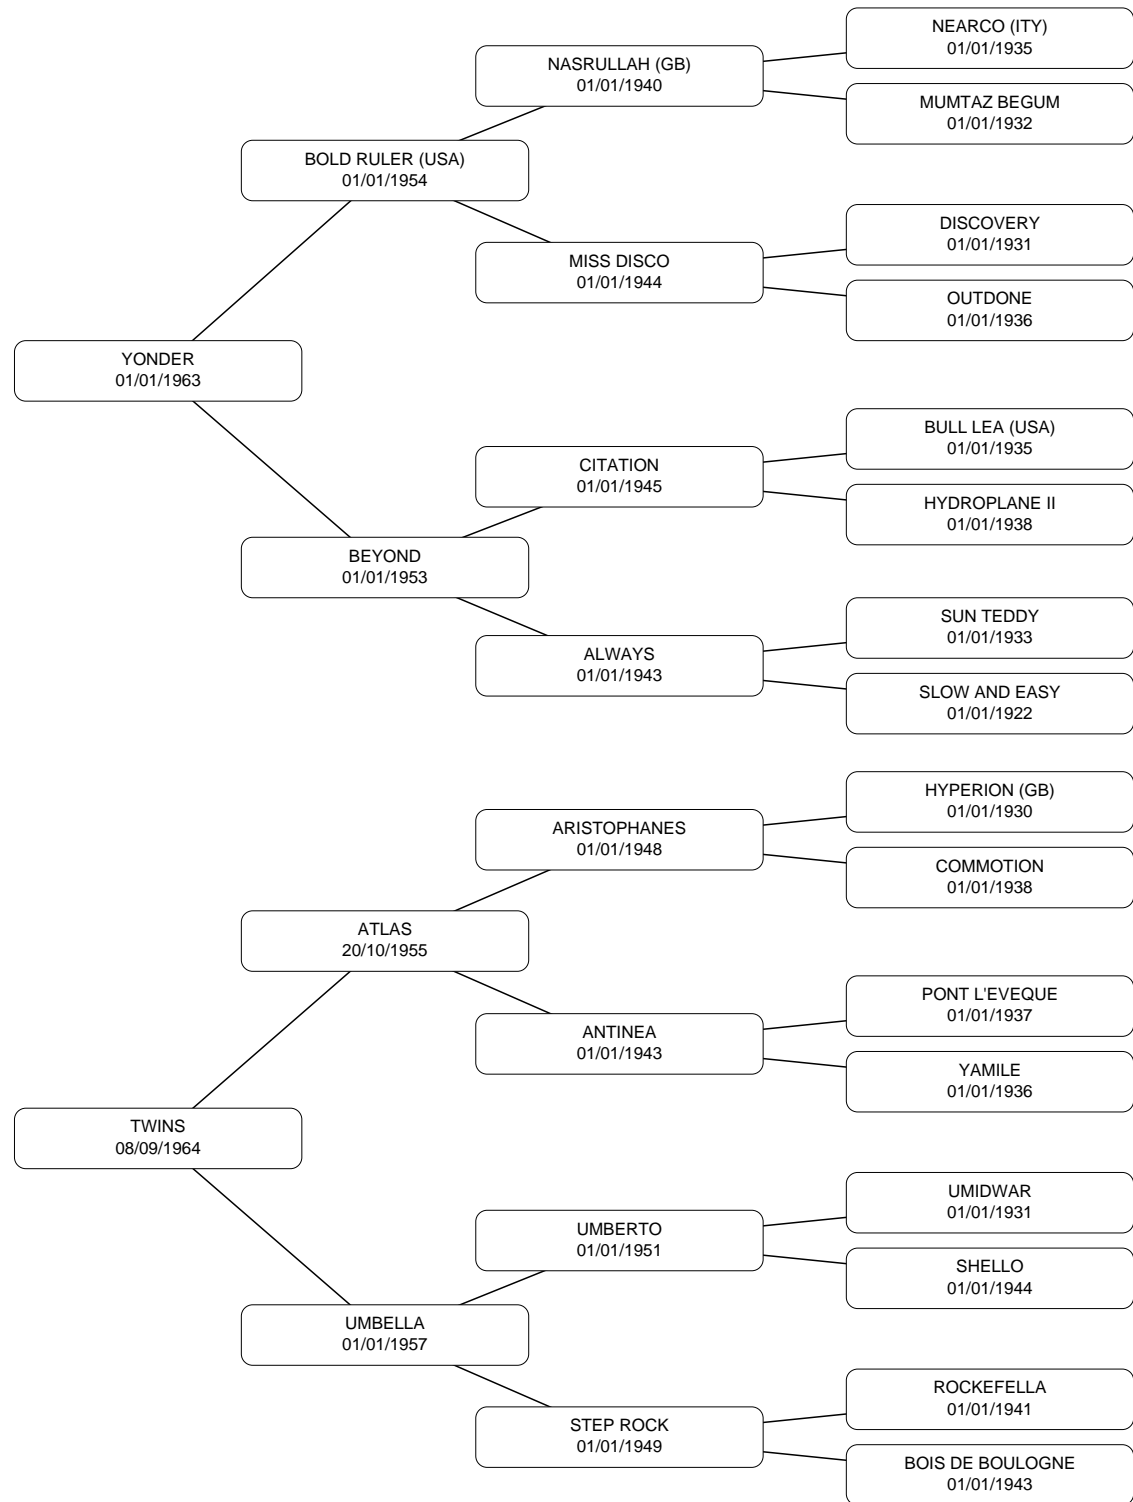 NEARCO (ITY)
01/01/1935
NASRULLAH (GB)
01/01/1940
MUMTAZ BEGUM
01/01/1932
BOLD RULER (USA)
01/01/1954
DISCOVERY
01/01/1931
MISS DISCO
01/01/1944
OUTDONE
01/01/1936
YONDER
01/01/1963
BULL LEA (USA)
01/01/1935
CITATION
01/01/1945
HYDROPLANE II
01/01/1938
BEYOND
01/01/1953
SUN TEDDY
01/01/1933
ALWAYS
01/01/1943
SLOW AND EASY
01/01/1922
HYPERION (GB)
01/01/1930
ARISTOPHANES
01/01/1948
COMMOTION
01/01/1938
ATLAS
20/10/1955
PONT L'EVEQUE
01/01/1937
ANTINEA
01/01/1943
YAMILE
01/01/1936
TWINS
08/09/1964
UMIDWAR
01/01/1931
UMBERTO
01/01/1951
SHELLO
01/01/1944
UMBELLA
01/01/1957
ROCKEFELLA
01/01/1941
STEP ROCK
01/01/1949
BOIS DE BOULOGNE
01/01/1943